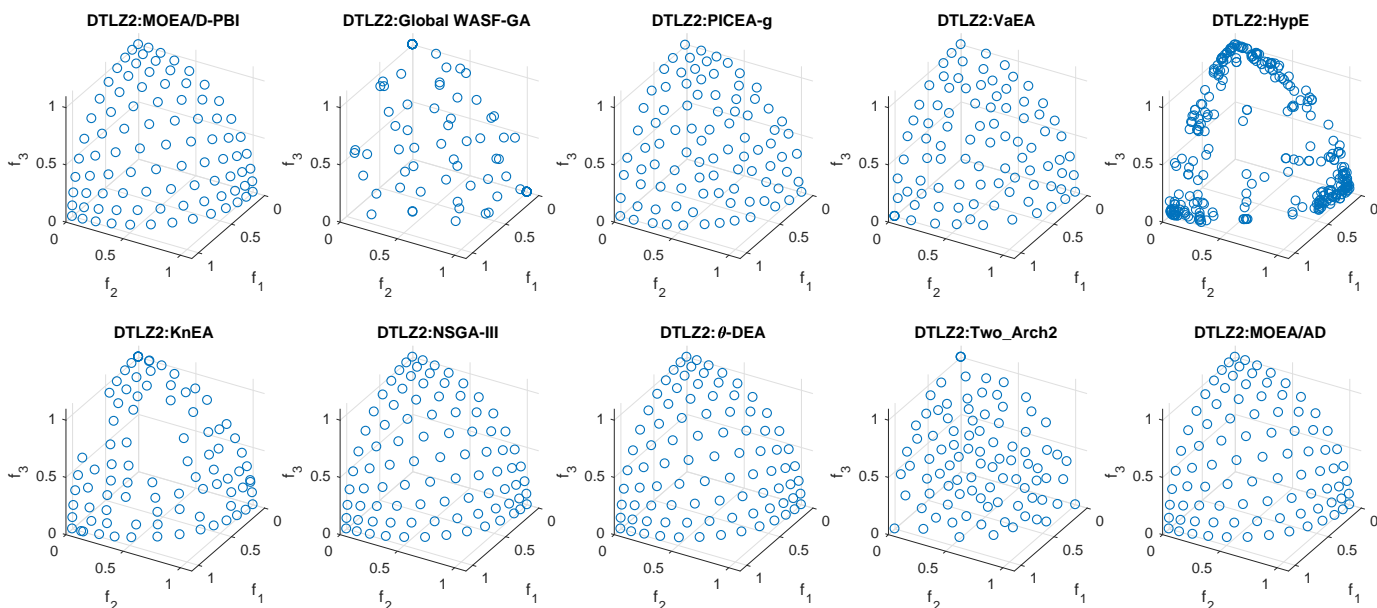 DTLZ2:MOEA/D-PBI
1
f3
0.5
0
0
0.5
1
f2
1
0.5
0
f1
DTLZ2:Global WASF-GA
1
f3
0.5
0
0
0.5
1
f2
1
0.5
0
f1
DTLZ2:PICEA-g
1
f3
0.5
0
0
0.5
1
f2
1
0.5
0
f1
DTLZ2:VaEA
1
f3
0.5
0
0
0.5
1
f2
1
0.5
0
f1
DTLZ2:HypE
1
f3
0.5
0
0
0.5
1
f2
1
0.5
0
f1
DTLZ2:KnEA
1
f3
0.5
0
0
0.5
1
f2
1
0.5
0
f1
DTLZ2:NSGA-III
1
f3
0.5
0
0
0.5
1
f2
1
0.5
0
f1
DTLZ2:θ-DEA
1
f3
0.5
0
0
0.5
1
f2
1
0.5
0
f1
DTLZ2:Two_Arch2
1
f3
0.5
0
0
0.5
1
f2
1
0.5
0
f1
DTLZ2:MOEA/AD
1
f3
0.5
0
0
0.5
1
f2
1
0.5
0
f1